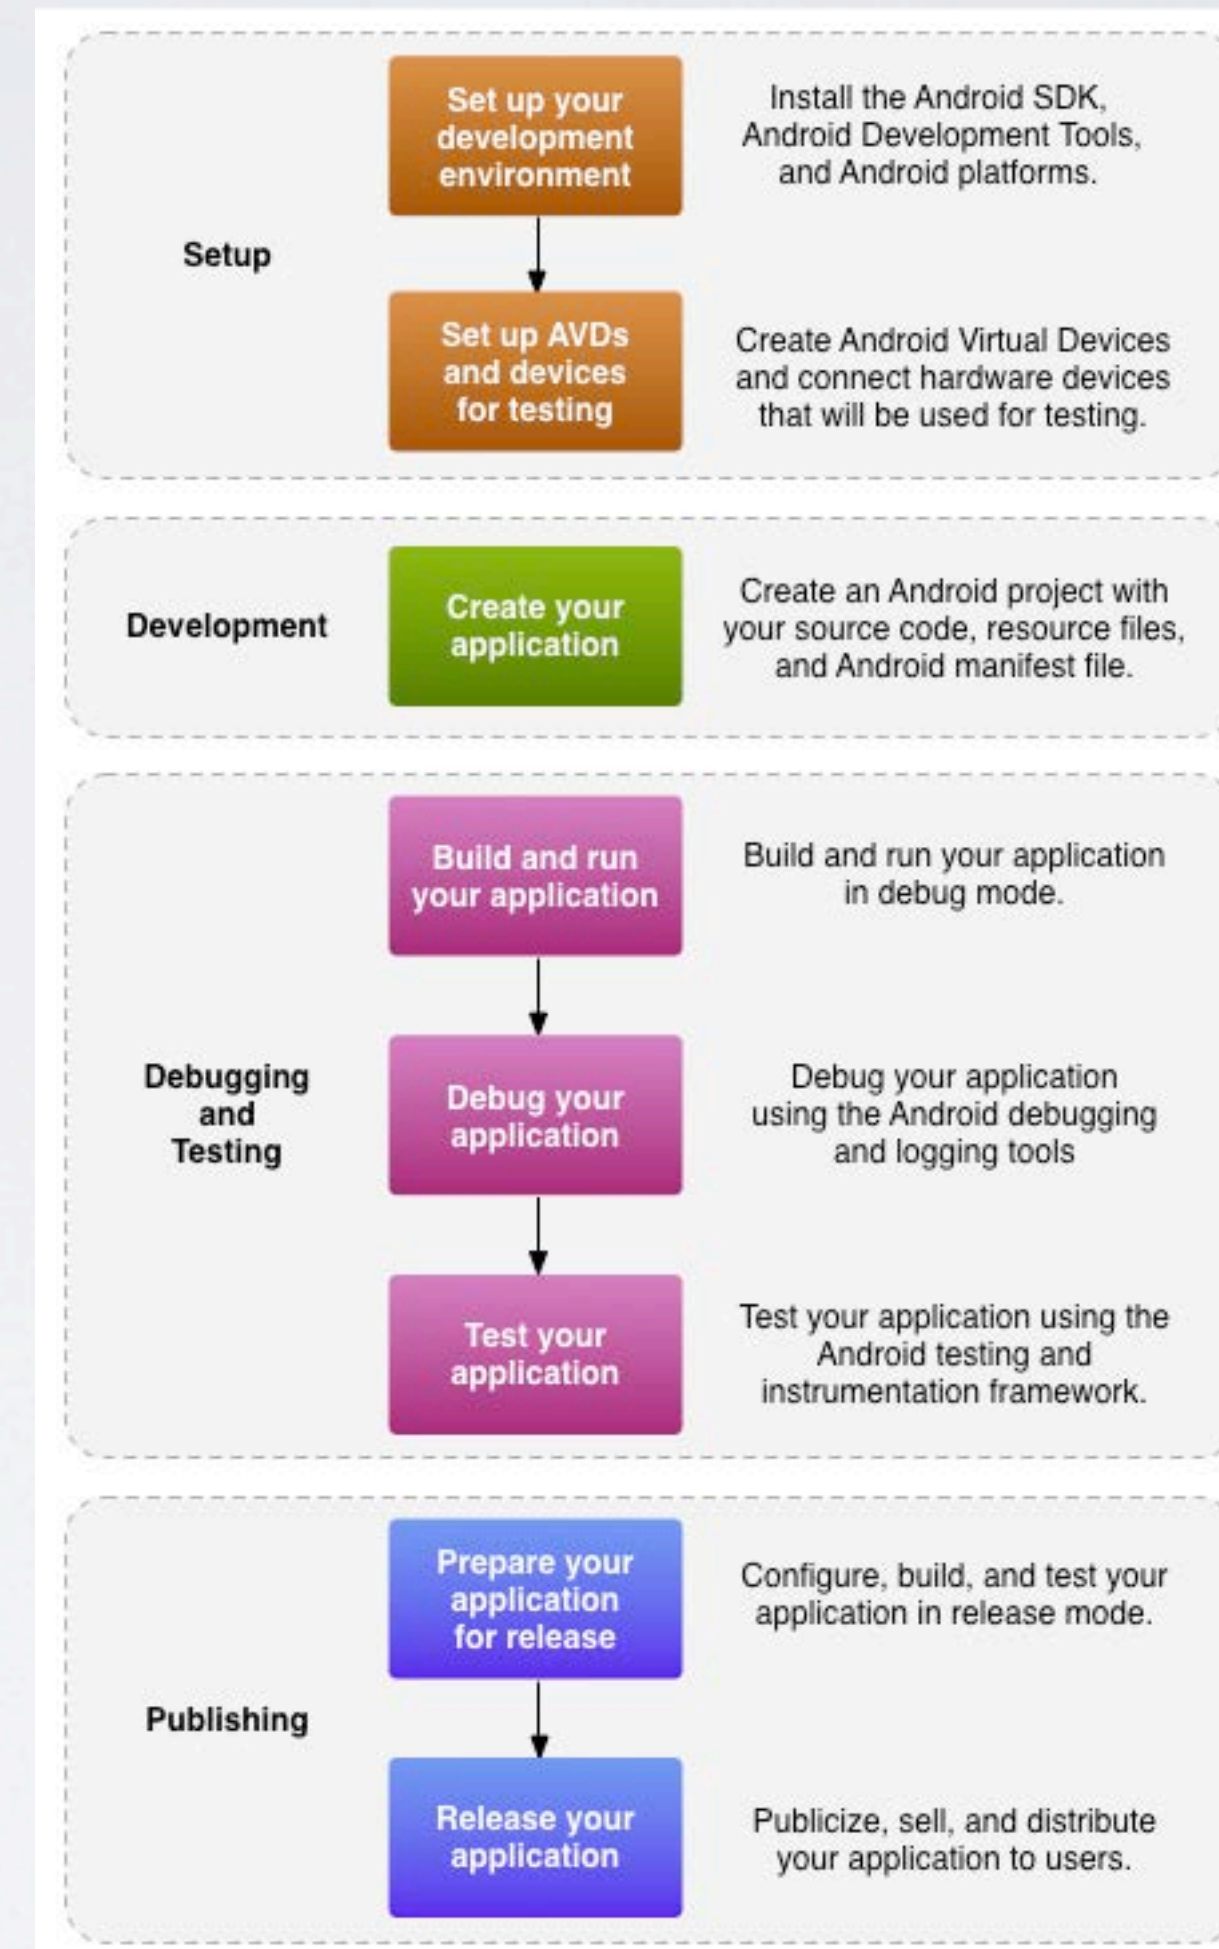 Set up your
development
environment
Install the Android SDK,
Android Development Tools,
and Android platforms.
Setup
Set up AVDs
and devices
for testing
Create Android Virtual Devices
and connect hardware devices
that will be used for testing.
Development
Create your
application
Create an Android project with
your source code, resource files,
and Android manifest file.
Build and run
your application
Build and run your application
in debug mode.
Debugging
and
Testing
Debug your
application
Debug your application
using the Android debugging
and logging tools
Test your
application
Test your application using the
Android testing and
instrumentation framework.
Prepare your
application
for release
Configure, build, and test your
application in release mode.
Publishing
Release your
application
Publicize, sell, and distribute
your application to users.